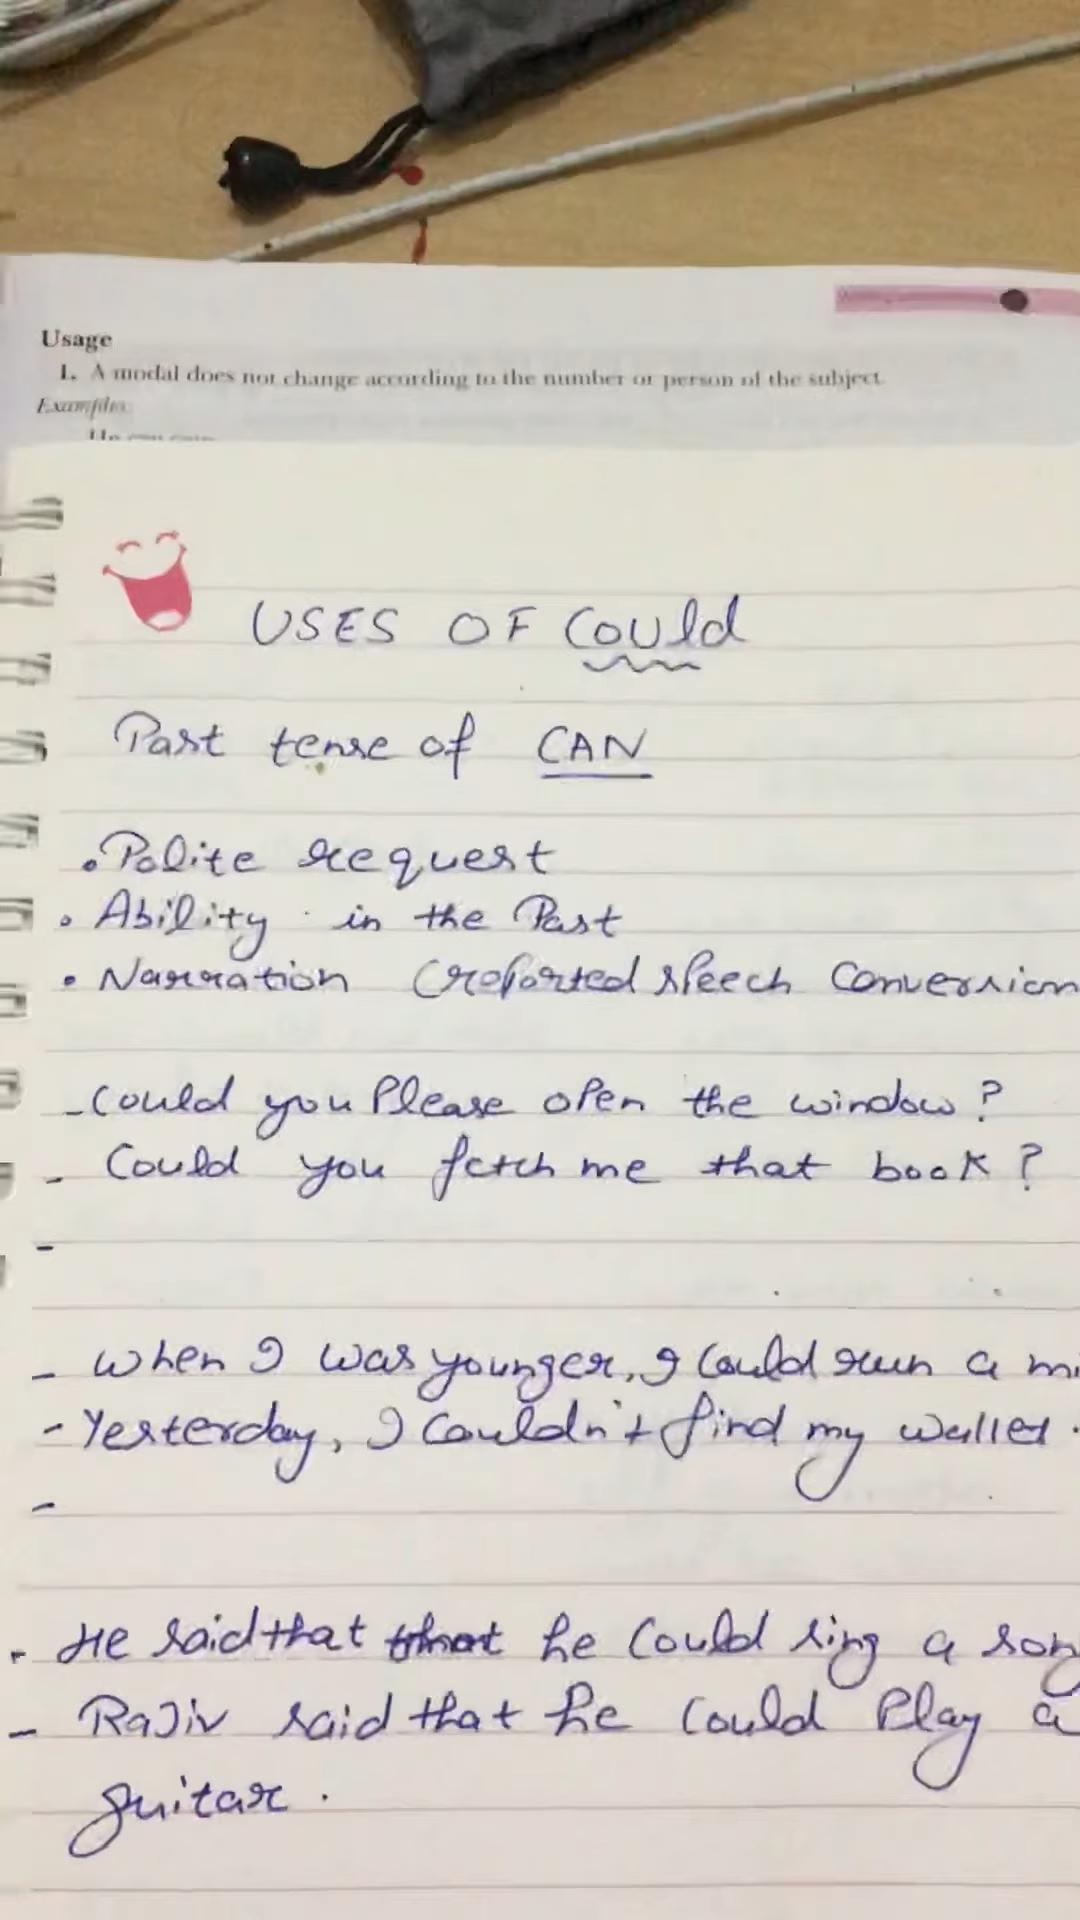 Usage
1. A modal does not change according to the number or person of the subject.
Examples:
USES OF Could
Past tense of CAN
• Polite request
• Ability in the Past
• Narration (reported speech Conversion
- Could you Please open the window?
- Could you fetch me that book?
-
- When I was younger, I Could run a mi
- Yesterday, I Couldn't find my wallet.
-
- He said that that he Could sing a song
- Rajiv said that he Could Play a
guitar.